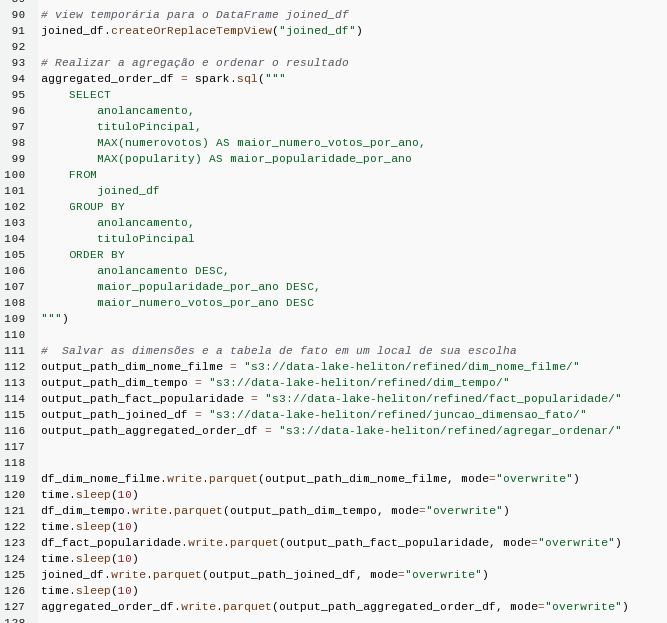 90 # view temporária para o DataFrame joined_df
91 joined_df.createOrReplaceTempView("joined_df")
92
93 # Realizar a agregação e ordenar o resultado
94 aggregated_order_df = spark.sql("""
95     SELECT
96         anolancamento,
97         tituloPincipal,
98         MAX(numerovotos) AS maior_numero_votos_por_ano,
99         MAX(popularity) AS maior_popularidade_por_ano
100     FROM
101         joined_df
102     GROUP BY
103         anolancamento,
104         tituloPincipal
105     ORDER BY
106         anolancamento DESC,
107         maior_popularidade_por_ano DESC,
108         maior_numero_votos_por_ano DESC
109 """)
110
111 #  Salvar as dimensões e a tabela de fato em um local de sua escolha
112 output_path_dim_nome_filme = "s3://data-lake-heliton/refined/dim_nome_filme/"
113 output_path_dim_tempo = "s3://data-lake-heliton/refined/dim_tempo/"
114 output_path_fact_popularidade = "s3://data-lake-heliton/refined/fact_popularidade/"
115 output_path_joined_df = "s3://data-lake-heliton/refined/juncao_dimensao_fato/"
116 output_path_aggregated_order_df = "s3://data-lake-heliton/refined/agregar_ordenar/"
117
118
119 df_dim_nome_filme.write.parquet(output_path_dim_nome_filme, mode="overwrite")
120 time.sleep(10)
121 df_dim_tempo.write.parquet(output_path_dim_tempo, mode="overwrite")
122 time.sleep(10)
123 df_fact_popularidade.write.parquet(output_path_fact_popularidade, mode="overwrite")
124 time.sleep(10)
125 joined_df.write.parquet(output_path_joined_df, mode="overwrite")
126 time.sleep(10)
127 aggregated_order_df.write.parquet(output_path_aggregated_order_df, mode="overwrite")